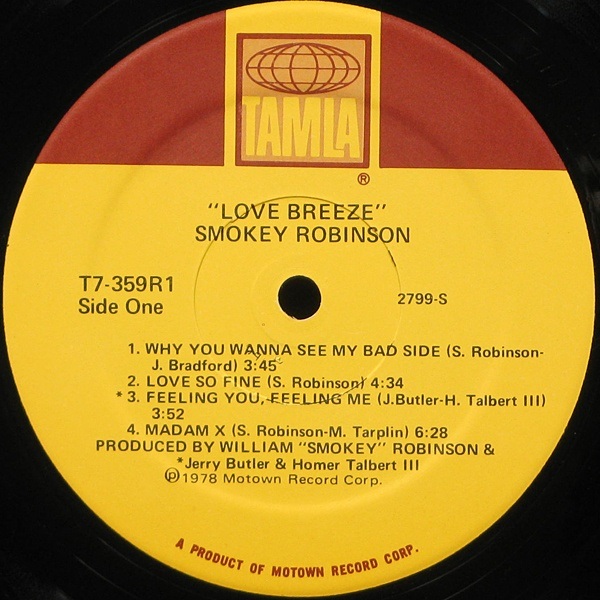 TAMLA
®
"LOVE BREEZE"
SMOKEY ROBINSON
T7-359R1
Side One
2799-S
1. WHY YOU WANNA SEE MY BAD SIDE (S. Robinson-
J. Bradford) 3:45
2. LOVE SO FINE (S. Robinson) 4:34
*3. FEELING YOU, FEELING ME (J.Butler-H. Talbert III)
3:52
4. MADAM X (S. Robinson-M. Tarplin) 6:28
PRODUCED BY WILLIAM "SMOKEY" ROBINSON &
*Jerry Butler & Homer Talbert III
℗1978 Motown Record Corp.
A PRODUCT OF MOTOWN RECORD CORP.